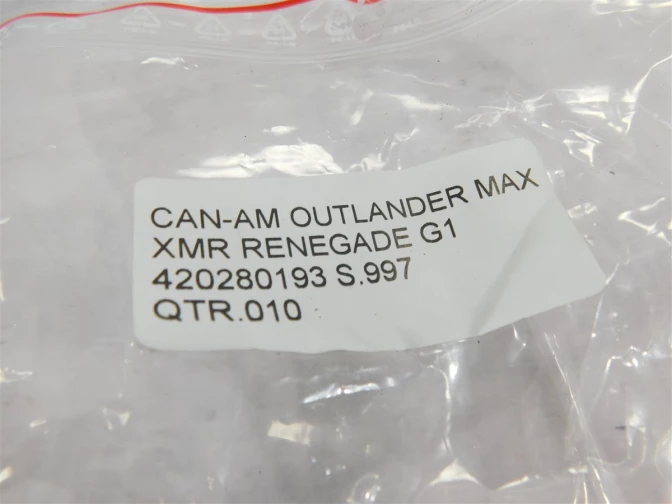 CAN-AM OUTLANDER MAX
XMR RENEGADE G1
420280193 S.997
QTR.010